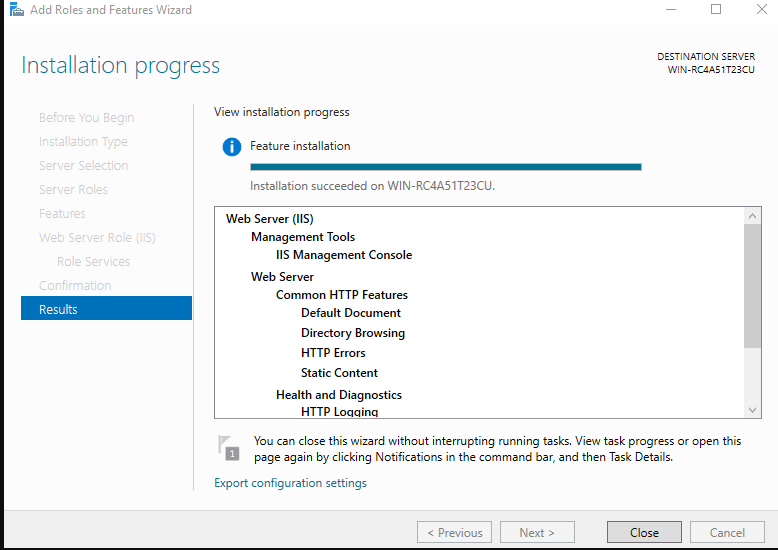 Add Roles and Features Wizard
Installation progress
DESTINATION SERVER
WIN-RC4A51T23CU
Before You Begin
Installation Type
Server Selection
Server Roles
Features
Web Server Role (IIS)
Role Services
Confirmation
Results
View installation progress
Feature installation
Installation succeeded on WIN-RC4A51T23CU.
Web Server (IIS)
Management Tools
IIS Management Console
Web Server
Common HTTP Features
Default Document
Directory Browsing
HTTP Errors
Static Content
Health and Diagnostics
HTTP Logging
1
You can close this wizard without interrupting running tasks. View task progress or open this
page again by clicking Notifications in the command bar, and then Task Details.
Export configuration settings
< Previous
Next >
Close
Cancel